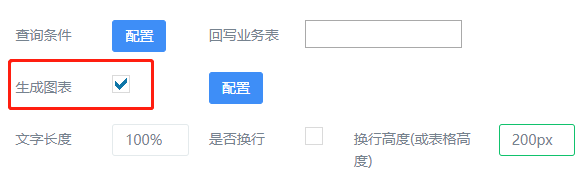 查询条件 配置 回写业务表
生成图表 配置
文字长度 100% 是否换行 换行高度(或表格高
度) 200px